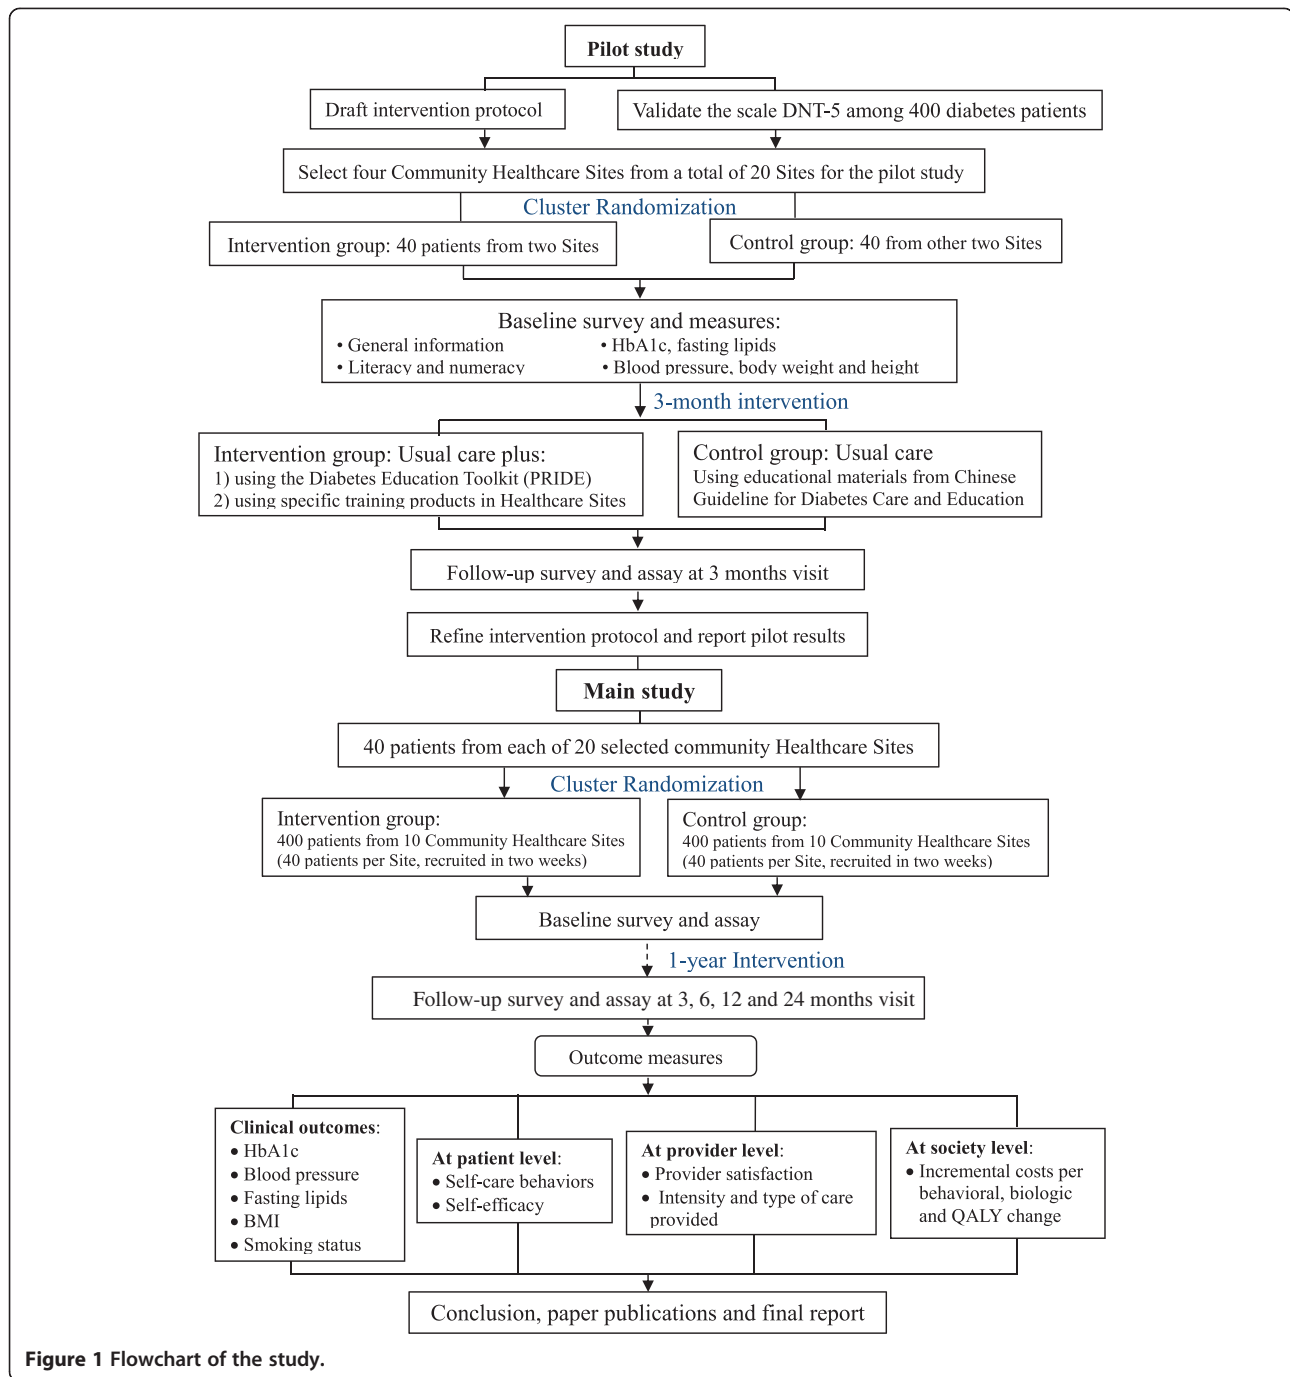 Pilot study
Draft intervention protocol
Validate the scale DNT-5 among 400 diabetes patients
Select four Community Healthcare Sites from a total of 20 Sites for the pilot study
Cluster Randomization
Intervention group: 40 patients from two Sites
Control group: 40 from other two Sites
Baseline survey and measures:
• General information
• HbA1c, fasting lipids
• Literacy and numeracy
• Blood pressure, body weight and height
3-month intervention
Intervention group: Usual care plus:
1) using the Diabetes Education Toolkit (PRIDE)
2) using specific training products in Healthcare Sites
Control group: Usual care
Using educational materials from Chinese
Guideline for Diabetes Care and Education
Follow-up survey and assay at 3 months visit
Refine intervention protocol and report pilot results
Main study
40 patients from each of 20 selected community Healthcare Sites
Cluster Randomization
Intervention group:
400 patients from 10 Community Healthcare Sites
(40 patients per Site, recruited in two weeks)
Control group:
400 patients from 10 Community Healthcare Sites
(40 patients per Site, recruited in two weeks)
Baseline survey and assay
1-year Intervention
Follow-up survey and assay at 3, 6, 12 and 24 months visit
Outcome measures
Clinical outcomes:
• HbA1c
• Blood pressure
• Fasting lipids
• BMI
• Smoking status
At patient level:
• Self-care behaviors
• Self-efficacy
At provider level:
• Provider satisfaction
• Intensity and type of care
provided
At society level:
• Incremental costs per
behavioral, biologic
and QALY change
Conclusion, paper publications and final report
Figure 1 Flowchart of the study.